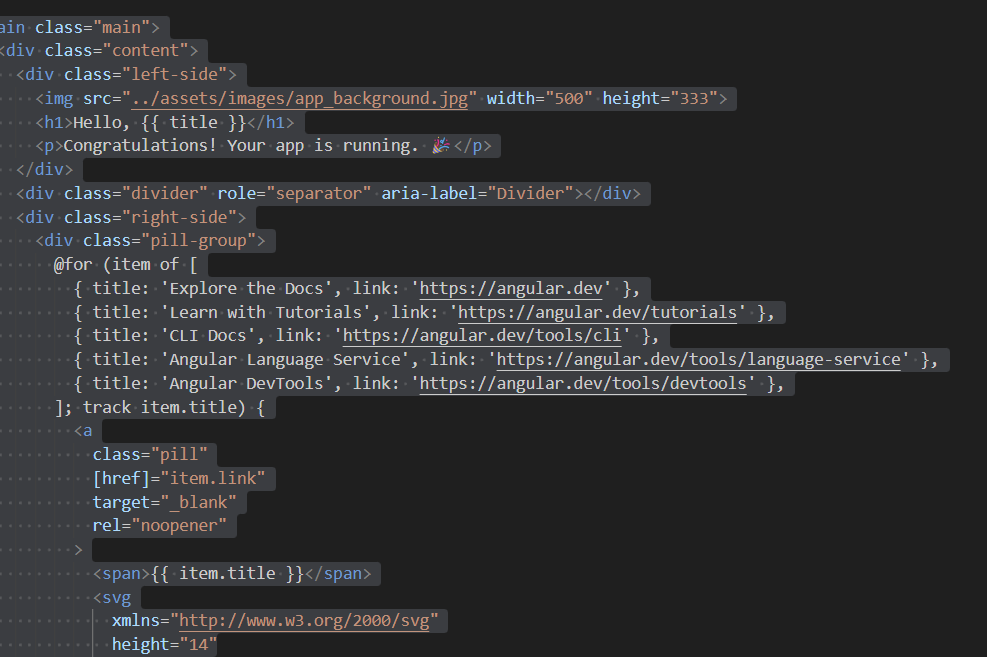 ain class="main">
<div class="content">
<div class="left-side">
<img src="../assets/images/app_background.jpg" width="500" height="333">
<h1>Hello, {{ title }}</h1>
<p>Congratulations! Your app is running. 🎉</p>
</div>
<div class="divider" role="separator" aria-label="Divider"></div>
<div class="right-side">
<div class="pill-group">
@for (item of [
{ title: 'Explore the Docs', link: 'https://angular.dev' },
{ title: 'Learn with Tutorials', link: 'https://angular.dev/tutorials' },
{ title: 'CLI Docs', link: 'https://angular.dev/tools/cli' },
{ title: 'Angular Language Service', link: 'https://angular.dev/tools/language-service' },
{ title: 'Angular DevTools', link: 'https://angular.dev/tools/devtools' },
]; track item.title) {
<a
class="pill"
[href]="item.link"
target="_blank"
rel="noopener"
>
<span>{{ item.title }}</span>
<svg
xmlns="http://www.w3.org/2000/svg"
height="14"